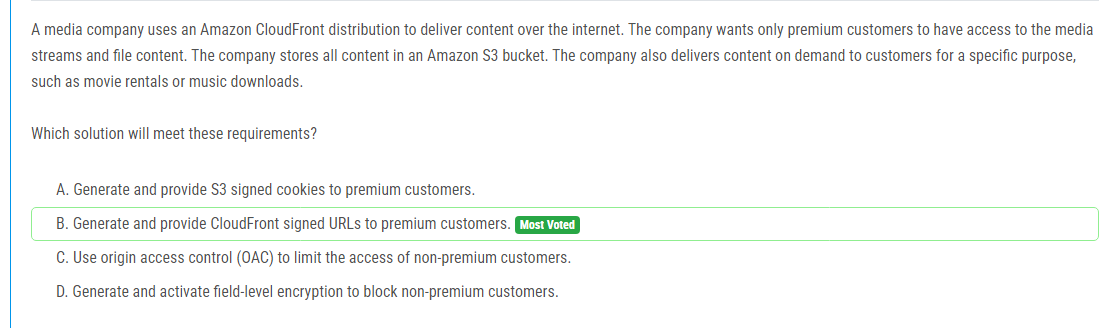 A media company uses an Amazon CloudFront distribution to deliver content over the internet. The company wants only premium customers to have access to the media
streams and file content. The company stores all content in an Amazon S3 bucket. The company also delivers content on demand to customers for a specific purpose,
such as movie rentals or music downloads.
Which solution will meet these requirements?
A. Generate and provide S3 signed cookies to premium customers.
B. Generate and provide CloudFront signed URLs to premium customers. Most Voted
C. Use origin access control (OAC) to limit the access of non-premium customers.
D. Generate and activate field-level encryption to block non-premium customers.